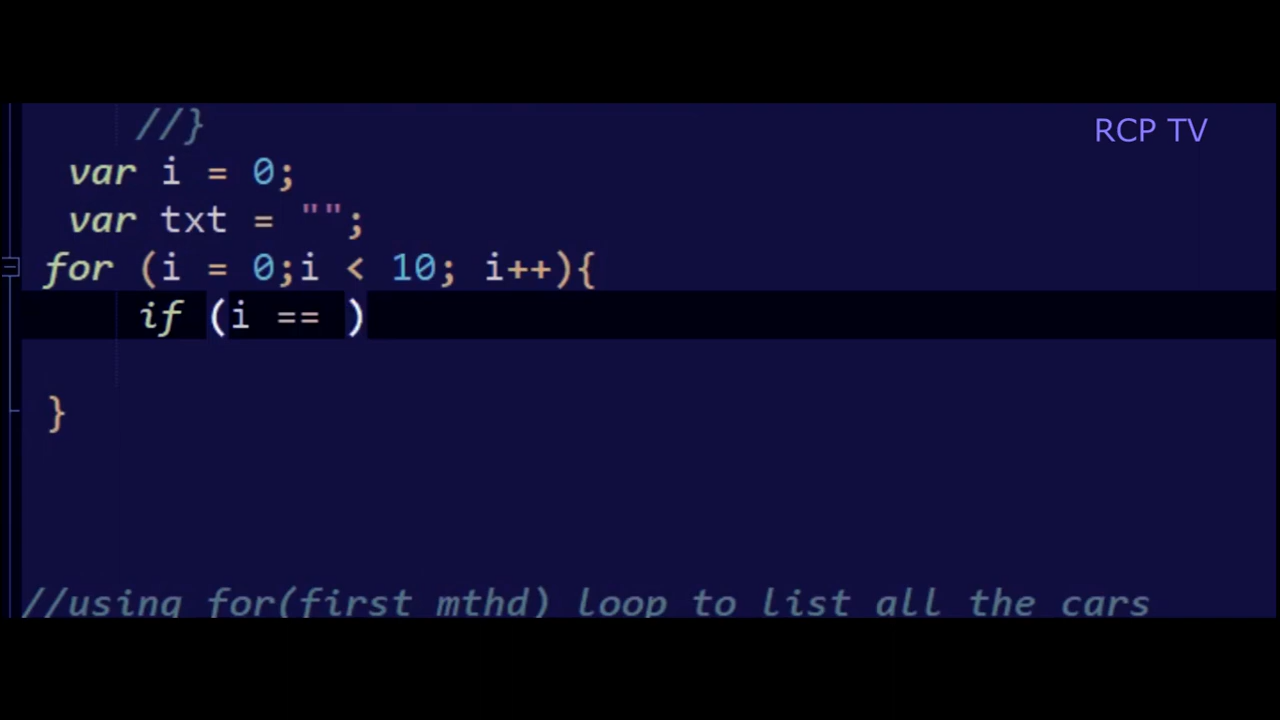 //}
RCP TV
var i = 0;
var txt = "";
for (i = 0;i < 10; i++){
if (i == )
}
//using for(first mthd) loop to list all the cars